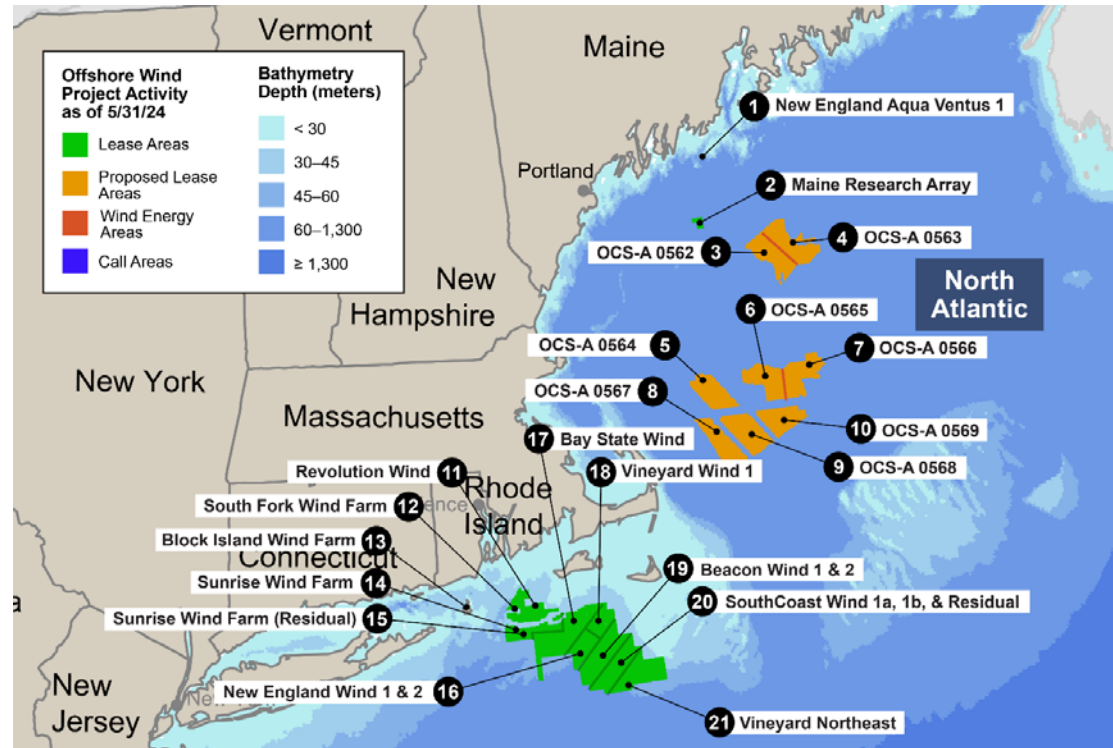 Vermont
Maine
Offshore Wind
Project Activity
as of 5/31/24
Lease Areas
Proposed Lease
Areas
Wind Energy
Areas
Call Areas
Bathymetry
Depth (meters)
< 30
30–45
45–60
60–1,300
≥ 1,300
1 New England Aqua Ventus 1
Portland
2 Maine Research Array
OCS-A 0562 3
4 OCS-A 0563
North
Atlantic
New
Hampshire
6 OCS-A 0565
OCS-A 0564 5
7 OCS-A 0566
New York
OCS-A 0567 8
Massachusetts
10 OCS-A 0569
17 Bay State Wind
9 OCS-A 0568
Revolution Wind 11
18 Vineyard Wind 1
Rhode
Island
South Fork Wind Farm 12
ence
Block Island Wind Farm 13
Connecticut
Sunrise Wind Farm 14
19 Beacon Wind 1 & 2
20 SouthCoast Wind 1a, 1b, & Residual
a
Sunrise Wind Farm (Residual) 15
New
Jersey
New England Wind 1 & 2 16
21 Vineyard Northeast